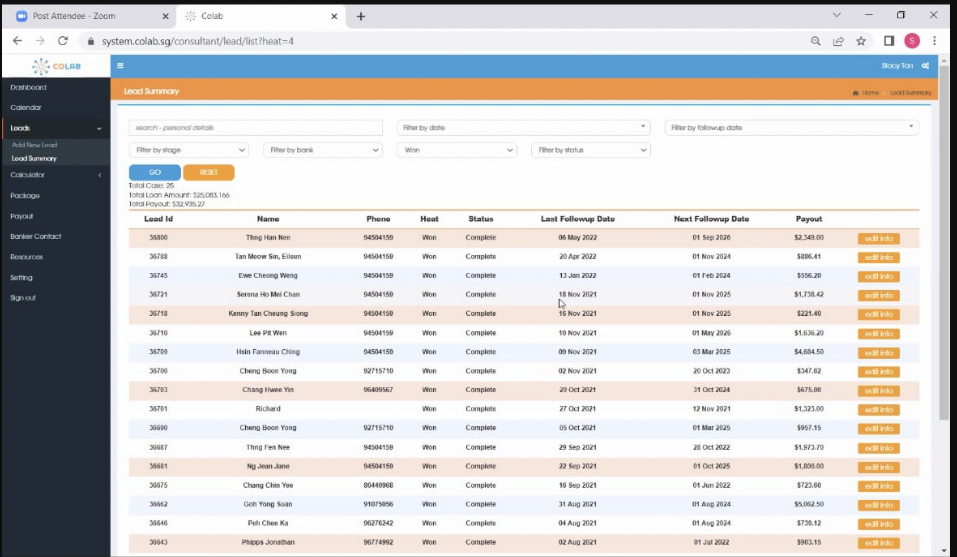 Post Attendee - Zoom
Colab
system.colab.sg/consultant/lead/list?heat=4
S
COLAB
Stacy Tan
Dashboard
Calendar
Leads
Add New Lead
Lead Summary
Calculator
Package
Payout
Banker Contact
Resources
Setting
Sign out
Lead Summary
Home Lead Summary
search - personal details
Filter by date
Filter by followup date
Filter by stage
Filter by bank
Won
Filter by status
GO
RESET
Total Case: 25
Total Loan Amount: $25,083,166
Total Payout: $32,935.27
Lead Id Name Phone Heat Status Last Followup Date Next Followup Date Payout
36800 Thng Han Nee 94504159 Won Complete 06 May 2022 01 Sep 2026 $2,349.00 edit info
36788 Tan Meow Sin, Eileen 94504159 Won Complete 20 Apr 2022 01 Nov 2024 $886.41 edit info
36745 Ewe Cheong Weng 94504159 Won Complete 13 Jan 2022 01 Feb 2024 $556.20 edit info
36721 Serena Ho Mei Chan 94504159 Won Complete 18 Nov 2021 01 Nov 2025 $1,738.42 edit info
36718 Kenny Tan Cheung Siong 94504159 Won Complete 16 Nov 2021 01 Nov 2025 $221.40 edit info
36710 Lee Pit Wen 94504159 Won Complete 10 Nov 2021 01 May 2026 $1,636.20 edit info
36709 Hsin Fanneau Ching 94504159 Won Complete 09 Nov 2021 03 Mar 2025 $4,684.50 edit info
36706 Cheng Boon Yong 92715710 Won Complete 02 Nov 2021 20 Oct 2023 $347.62 edit info
36703 Chang Hwee Yin 96409567 Won Complete 29 Oct 2021 31 Oct 2024 $675.00 edit info
36701 Richard Won Complete 27 Oct 2021 12 Nov 2021 $1,323.00 edit info
36690 Cheng Boon Yong 92715710 Won Complete 05 Oct 2021 01 Mar 2025 $957.15 edit info
36687 Thng Fen Nee 94504159 Won Complete 29 Sep 2021 28 Oct 2022 $1,973.70 edit info
36681 Ng Jean Jane 94504159 Won Complete 22 Sep 2021 01 Oct 2025 $1,800.00 edit info
36675 Chang Chin Yee 86440968 Won Complete 16 Sep 2021 01 Jun 2022 $723.60 edit info
36662 Goh Yong Suan 91075056 Won Complete 31 Aug 2021 01 Aug 2024 $5,062.50 edit info
36646 Poh Chee Ka 96276242 Won Complete 04 Aug 2021 01 Aug 2024 $739.12 edit info
36643 Phipps Jonathan 96774992 Won Complete 02 Aug 2021 01 Jul 2022 $903.15 edit info